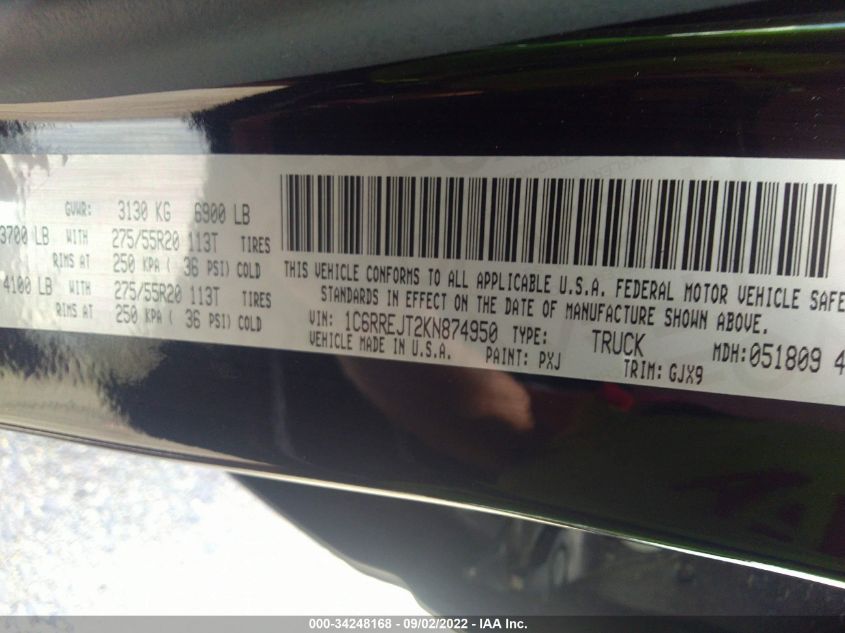 GVWR: 3130 KG 6900 LB
3700 LB WITH 275/55R20 113T TIRES
RIMS AT 250 KPA ( 36 PSI) COLD
4100 LB WITH 275/55R20 113T TIRES
RIMS AT 250 KPA ( 36 PSI) COLD
THIS VEHICLE CONFORMS TO ALL APPLICABLE U.S.A. FEDERAL MOTOR VEHICLE SAFE
STANDARDS IN EFFECT ON THE DATE OF MANUFACTURE SHOWN ABOVE.
VIN: 1C6RREJT2KN874950 TYPE: TRUCK MDH:051809 4
VEHICLE MADE IN U.S.A. PAINT: PXJ TRIM: GJX9
000-34248168 - 09/02/2022 - IAA Inc.